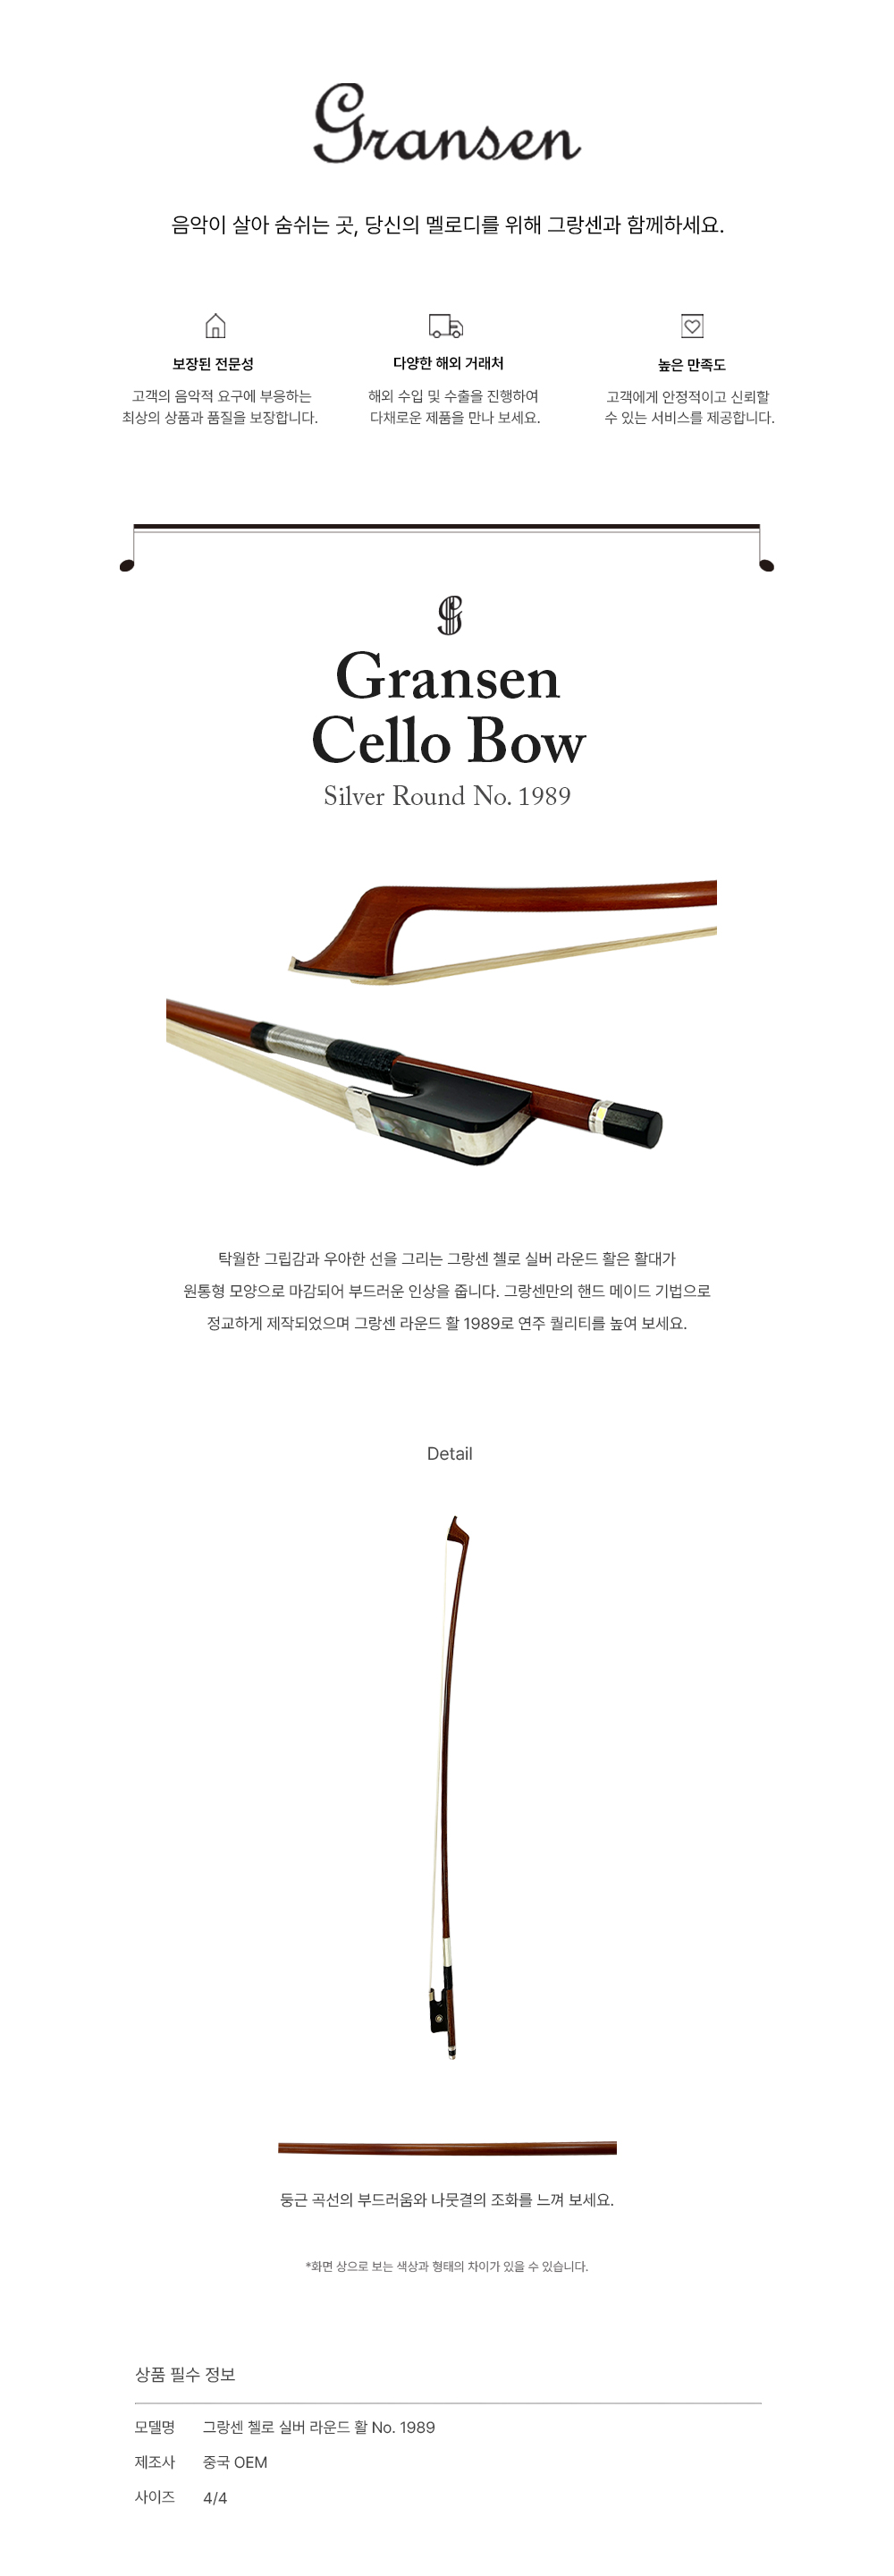 Gransen
음악이 살아 숨쉬는 곳, 당신의 멜로디를 위해 그랑센과 함께하세요.
보장된 전문성
고객의 음악적 요구에 부응하는
최상의 상품과 품질을 보장합니다.
다양한 해외 거래처
해외 수입 및 수출을 진행하여
다채로운 제품을 만나 보세요.
높은 만족도
고객에게 안정적이고 신뢰할
수 있는 서비스를 제공합니다.
Gransen
Cello Bow
Silver Round No. 1989
탁월한 그립감과 우아한 선을 그리는 그랑센 첼로 실버 라운드 활은 활대가
원통형 모양으로 마감되어 부드러운 인상을 줍니다. 그랑센만의 핸드 메이드 기법으로
정교하게 제작되었으며 그랑센 라운드 활 1989로 연주 퀄리티를 높여 보세요.
Detail
둥근 곡선의 부드러움와 나뭇결의 조화를 느껴 보세요.
*화면 상으로 보는 색상과 형태의 차이가 있을 수 있습니다.
상품 필수 정보
모델명 그랑센 첼로 실버 라운드 활 No. 1989
제조사 중국 OEM
사이즈 4/4